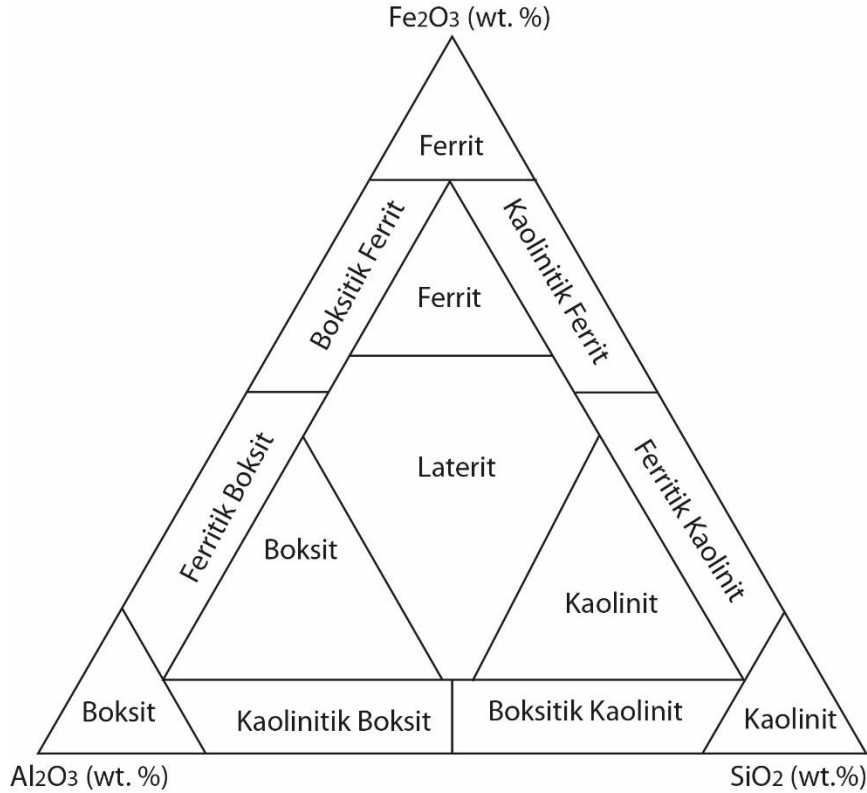 Fe2O3 (wt. %)
Ferrit
Boksitik Ferrit
Kaolinitik Ferrit
Ferrit
Ferritik Boksit
Laterit
Ferritik Kaolinit
Boksit
Kaolinit
Boksit
Kaolinitik Boksit
Boksitik Kaolinit
Kaolinit
Al2O3 (wt. %)
SiO2 (wt.%)